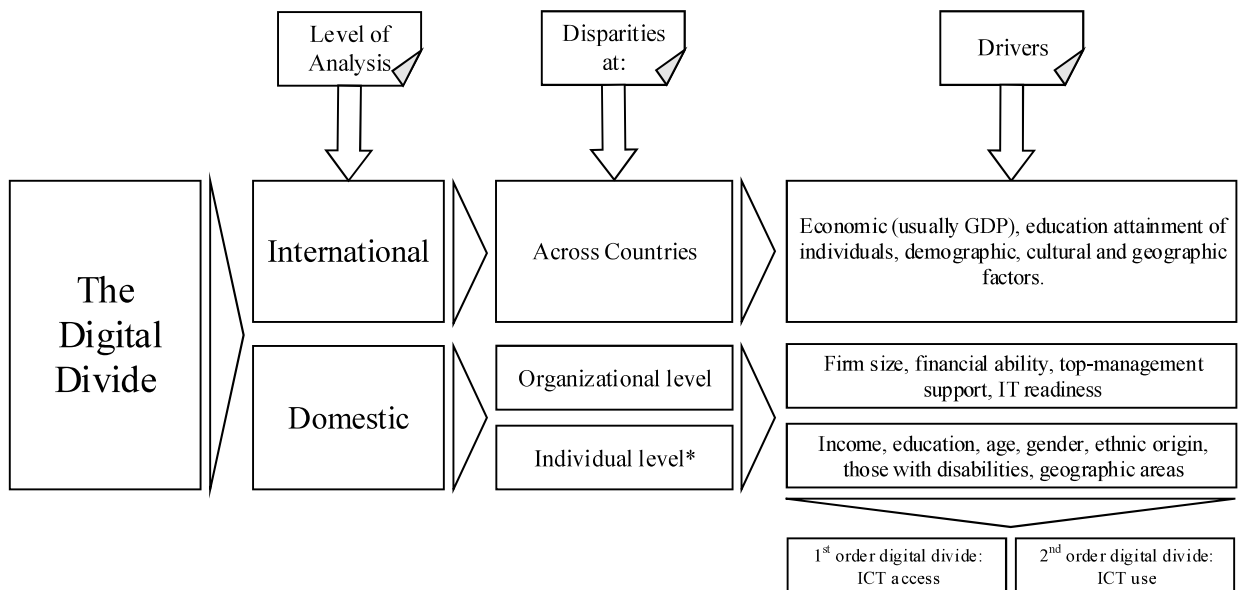 Level of
Analysis
Disparities
at:
Drivers
The
Digital
Divide
International
Across Countries
Economic (usually GDP), education attainment of
individuals, demographic, cultural and geographic
factors.
Domestic
Organizational level
Firm size, financial ability, top-management
support, IT readiness
Individual level*
Income, education, age, gender, ethnic origin,
those with disabilities, geographic areas
1st order digital divide:
ICT access
2nd order digital divide:
ICT use